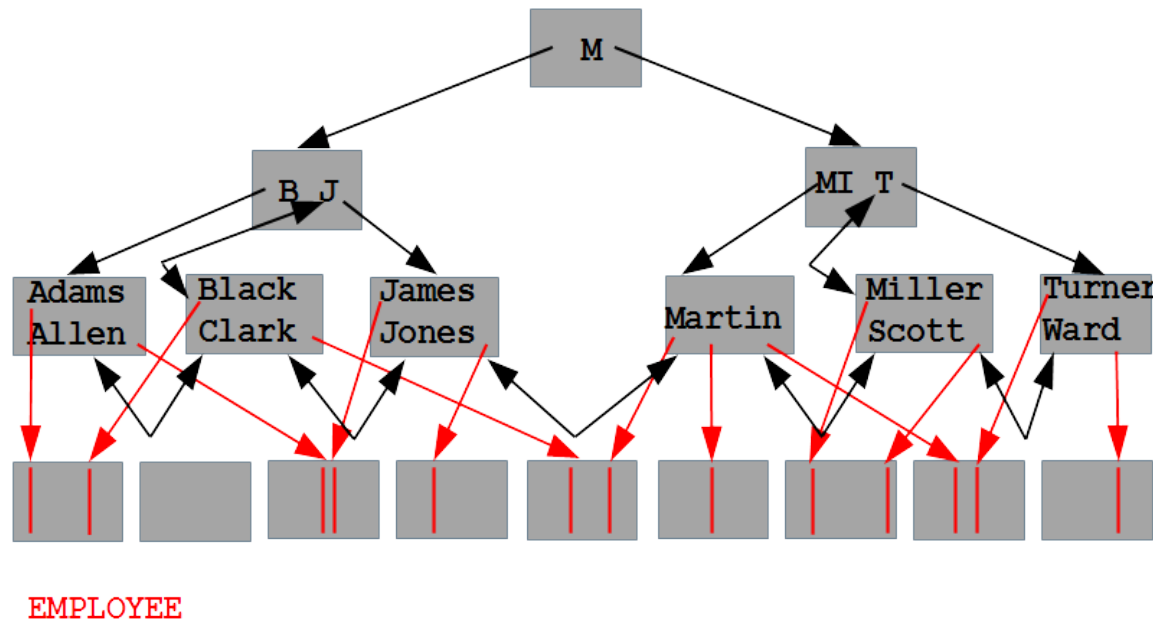 M
B J
MI T
Adams
Allen
Black
Clark
James
Jones
Martin
Miller
Scott
Turner
Ward
EMPLOYEE